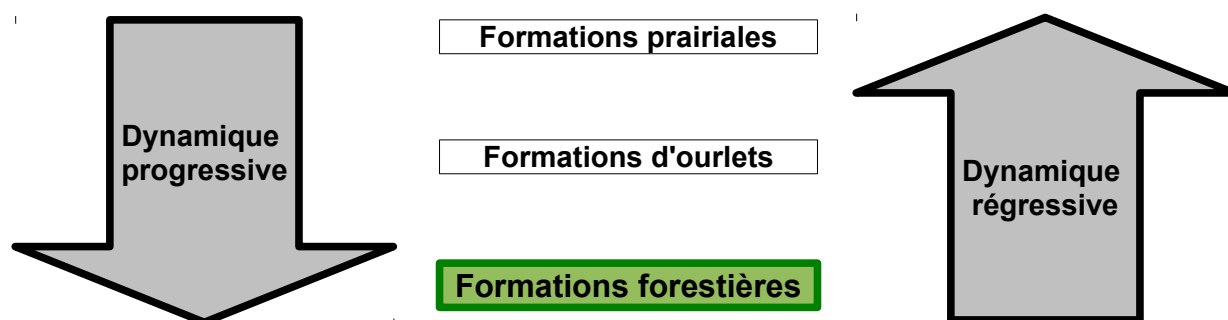 Dynamique
progressive
Formations prairiales
Formations d'ourlets
Formations forestières
Dynamique
régressive